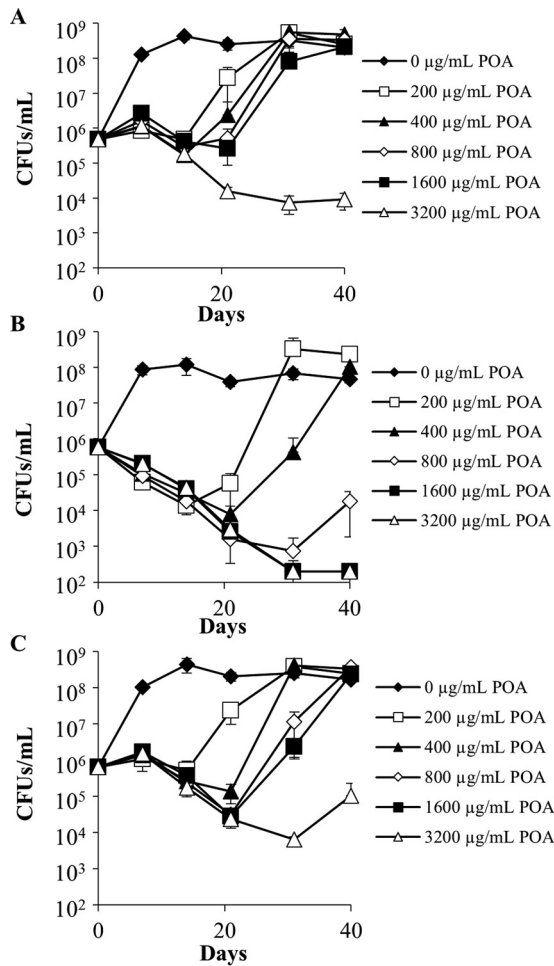 A
10⁹
10⁸
10⁷
10⁶
10⁵
10⁴
10³
10²
CFUs/mL
0
20
40
Days
0 µg/mL POA
200 µg/mL POA
400 µg/mL POA
800 µg/mL POA
1600 µg/mL POA
3200 µg/mL POA
B
10⁹
10⁸
10⁷
10⁶
10⁵
10⁴
10³
10²
CFUs/mL
0
20
40
Days
0 µg/mL POA
200 µg/mL POA
400 µg/mL POA
800 µg/mL POA
1600 µg/mL POA
3200 µg/mL POA
C
10⁹
10⁸
10⁷
10⁶
10⁵
10⁴
10³
10²
CFUs/mL
0
20
40
Days
0 µg/mL POA
200 µg/mL POA
400 µg/mL POA
800 µg/mL POA
1600 µg/mL POA
3200 µg/mL POA